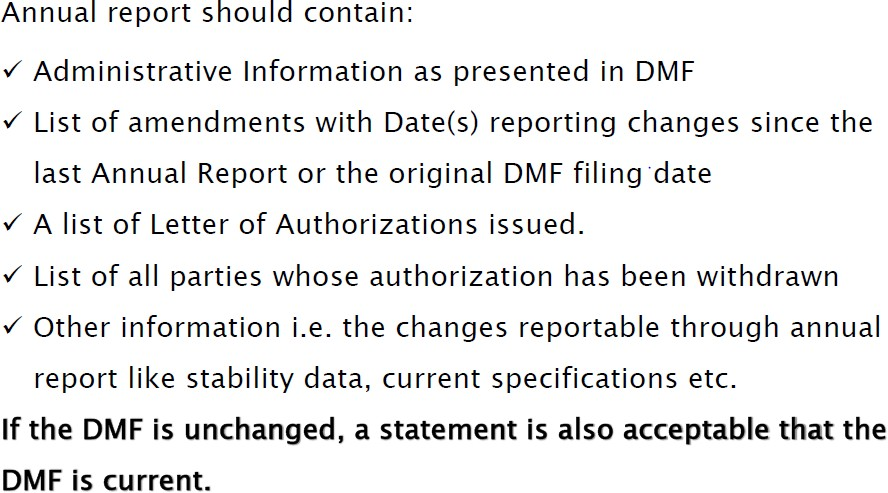 Annual report should contain:
✓ Administrative Information as presented in DMF
✓ List of amendments with Date(s) reporting changes since the
last Annual Report or the original DMF filing date
✓ A list of Letter of Authorizations issued.
✓ List of all parties whose authorization has been withdrawn
✓ Other information i.e. the changes reportable through annual
report like stability data, current specifications etc.
If the DMF is unchanged, a statement is also acceptable that the
DMF is current.